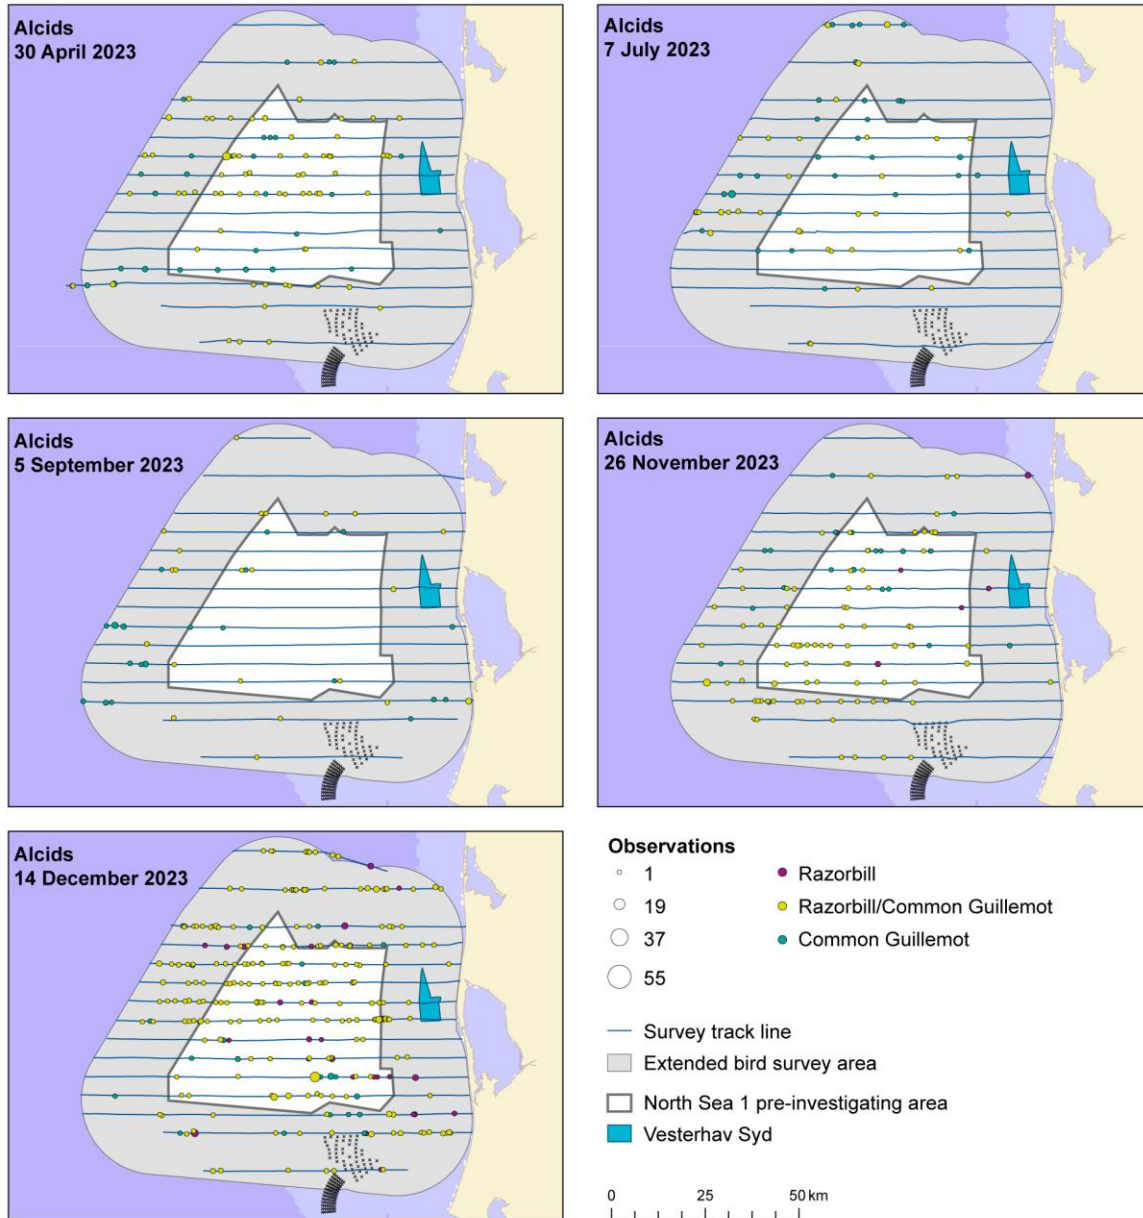 Alcids
30 April 2023
Alcids
7 July 2023
Alcids
5 September 2023
Alcids
26 November 2023
Alcids
14 December 2023
Observations
1
19
37
55
Razorbill
Razorbill/Common Guillemot
Common Guillemot
Survey track line
Extended bird survey area
North Sea 1 pre-investigating area
Vesterhav Syd
0 25 50 km